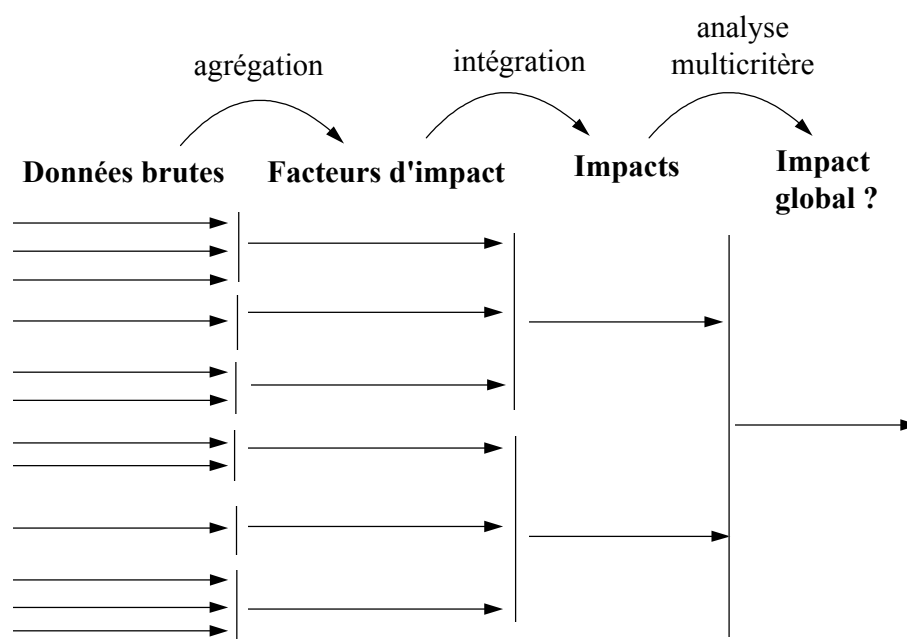 analyse
multicritère
agrégation
intégration
Données brutes
Facteurs d'impact
Impacts
Impact
global ?